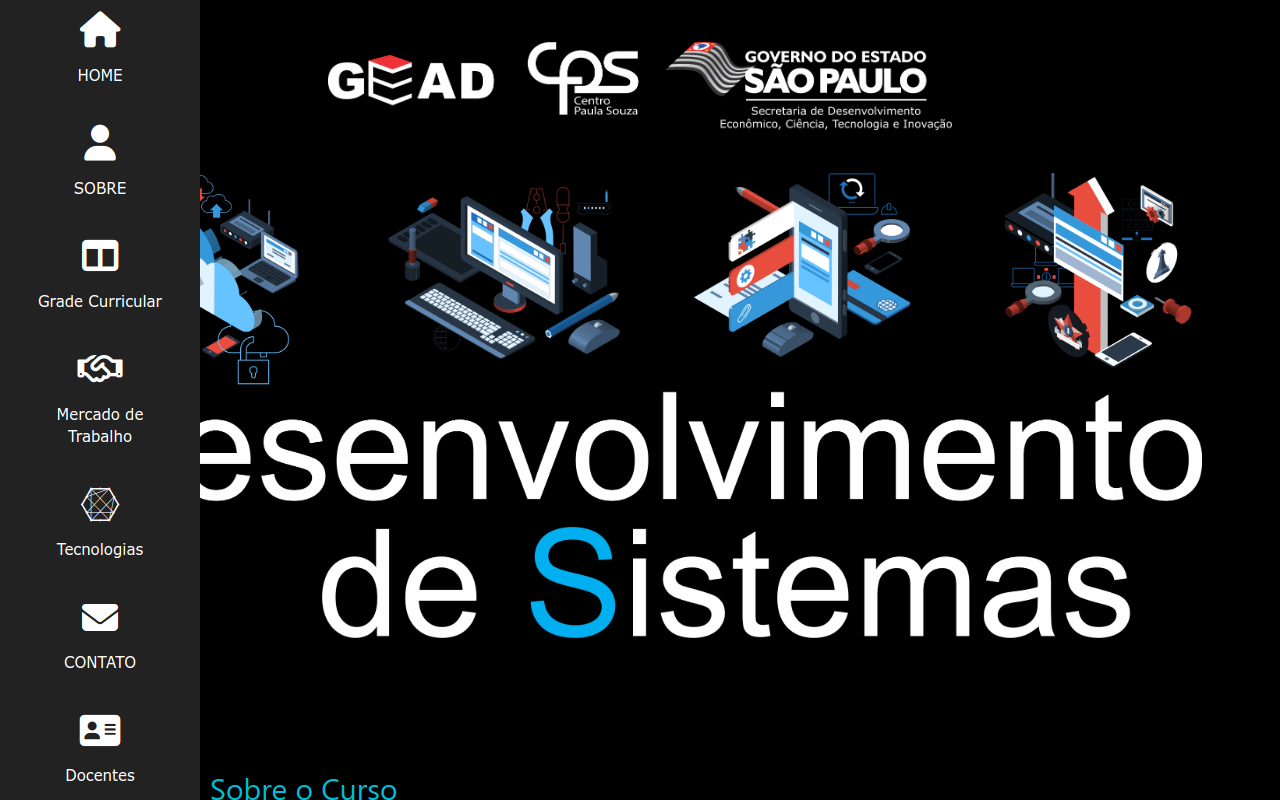 HOME
SOBRE
Grade Curricular
Mercado de
Trabalho
Tecnologias
CONTATO
Docentes
GEAD
CPS
Centro
Paula Souza
GOVERNO DO ESTADO
SÃO PAULO
Secretaria de Desenvolvimento
Econômico, Ciência, Tecnologia e Inovação
esenvolvimento
de Sistemas
Sobre o Curso